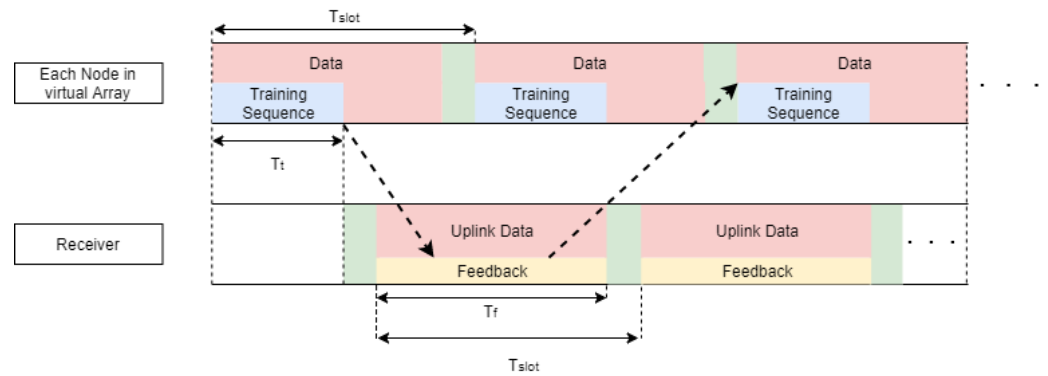 Tslot
Each Node in
virtual Array
Data
Data
Data
Training
Sequence
Training
Sequence
Training
Sequence
. . .
Tt
Receiver
Uplink Data
Uplink Data
. . .
Feedback
Feedback
Tf
Tslot